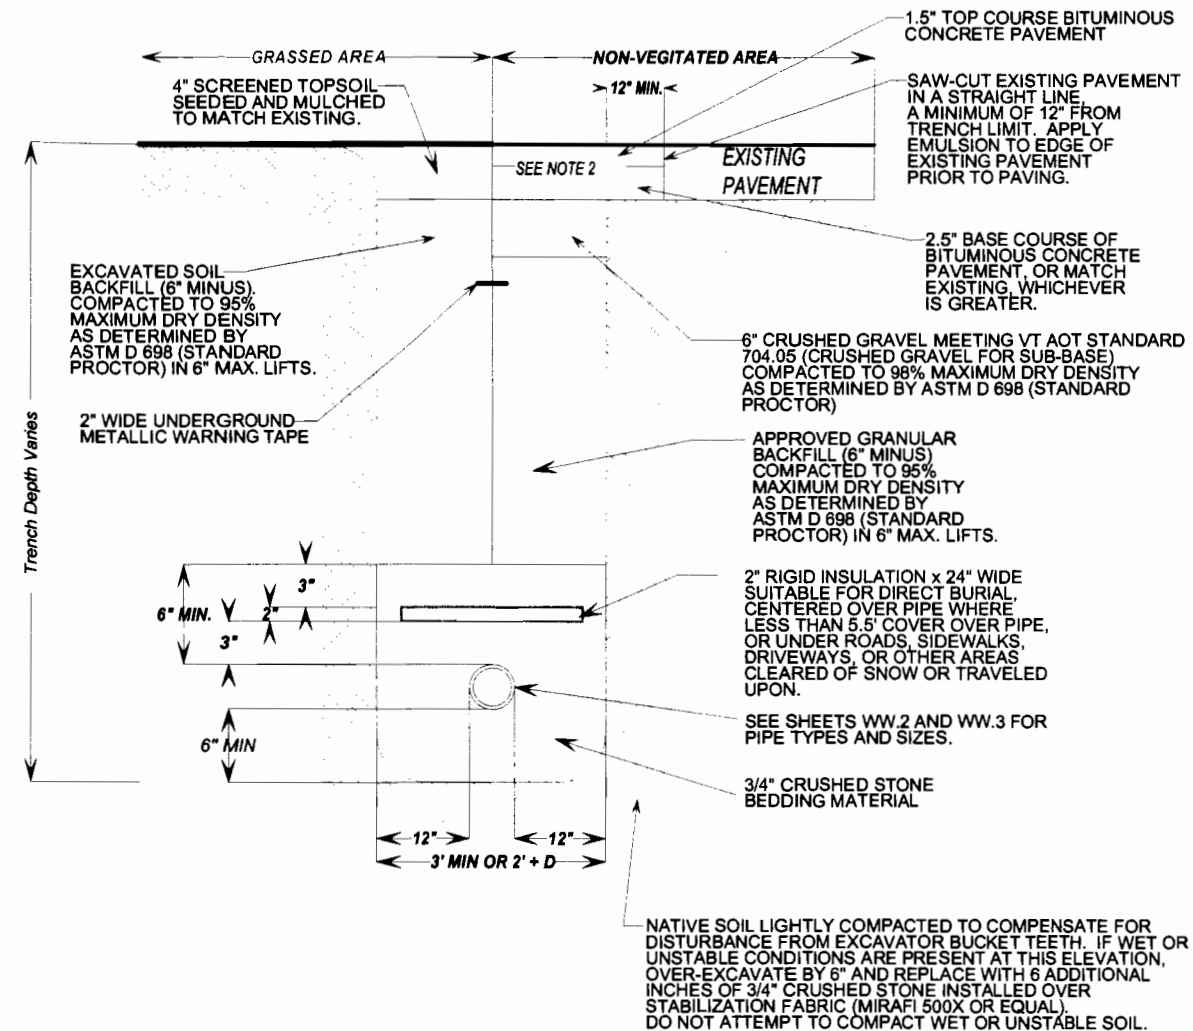 GRASSED AREA
NON-VEGITATED AREA
1.5" TOP COURSE BITUMINOUS
CONCRETE PAVEMENT
4" SCREENED TOPSOIL
SEEDED AND MULCHED
TO MATCH EXISTING.
12" MIN.
SAW-CUT EXISTING PAVEMENT
IN A STRAIGHT LINE,
A MINIMUM OF 12" FROM
TRENCH LIMIT. APPLY
EMULSION TO EDGE OF
EXISTING PAVEMENT
PRIOR TO PAVING.
SEE NOTE 2
EXISTING
PAVEMENT
2.5" BASE COURSE OF
BITUMINOUS CONCRETE
PAVEMENT, OR MATCH
EXISTING, WHICHEVER
IS GREATER.
EXCAVATED SOIL
BACKFILL (6" MINUS).
COMPACTED TO 95%
MAXIMUM DRY DENSITY
AS DETERMINED BY
ASTM D 698 (STANDARD
PROCTOR) IN 6" MAX. LIFTS.
6" CRUSHED GRAVEL MEETING VT AOT STANDARD
704.05 (CRUSHED GRAVEL FOR SUB-BASE)
COMPACTED TO 98% MAXIMUM DRY DENSITY
AS DETERMINED BY ASTM D 698 (STANDARD
PROCTOR)
2" WIDE UNDERGROUND
METALLIC WARNING TAPE
Trench Depth Varies
APPROVED GRANULAR
BACKFILL (6" MINUS)
COMPACTED TO 95%
MAXIMUM DRY DENSITY
AS DETERMINED BY
ASTM D 698 (STANDARD
PROCTOR) IN 6" MAX. LIFTS.
3"
6" MIN.
2"
3"
2" RIGID INSULATION x 24" WIDE
SUITABLE FOR DIRECT BURIAL,
CENTERED OVER PIPE WHERE
LESS THAN 5.5' COVER OVER PIPE,
OR UNDER ROADS, SIDEWALKS,
DRIVEWAYS, OR OTHER AREAS
CLEARED OF SNOW OR TRAVELED
UPON.
SEE SHEETS WW.2 AND WW.3 FOR
PIPE TYPES AND SIZES.
6" MIN
3/4" CRUSHED STONE
BEDDING MATERIAL
12"
12"
3' MIN OR 2' + D
NATIVE SOIL LIGHTLY COMPACTED TO COMPENSATE FOR
DISTURBANCE FROM EXCAVATOR BUCKET TEETH. IF WET OR
UNSTABLE CONDITIONS ARE PRESENT AT THIS ELEVATION,
OVER-EXCAVATE BY 6" AND REPLACE WITH 6 ADDITIONAL
INCHES OF 3/4" CRUSHED STONE INSTALLED OVER
STABILIZATION FABRIC (MIRAFI 500X OR EQUAL).
DO NOT ATTEMPT TO COMPACT WET OR UNSTABLE SOIL.